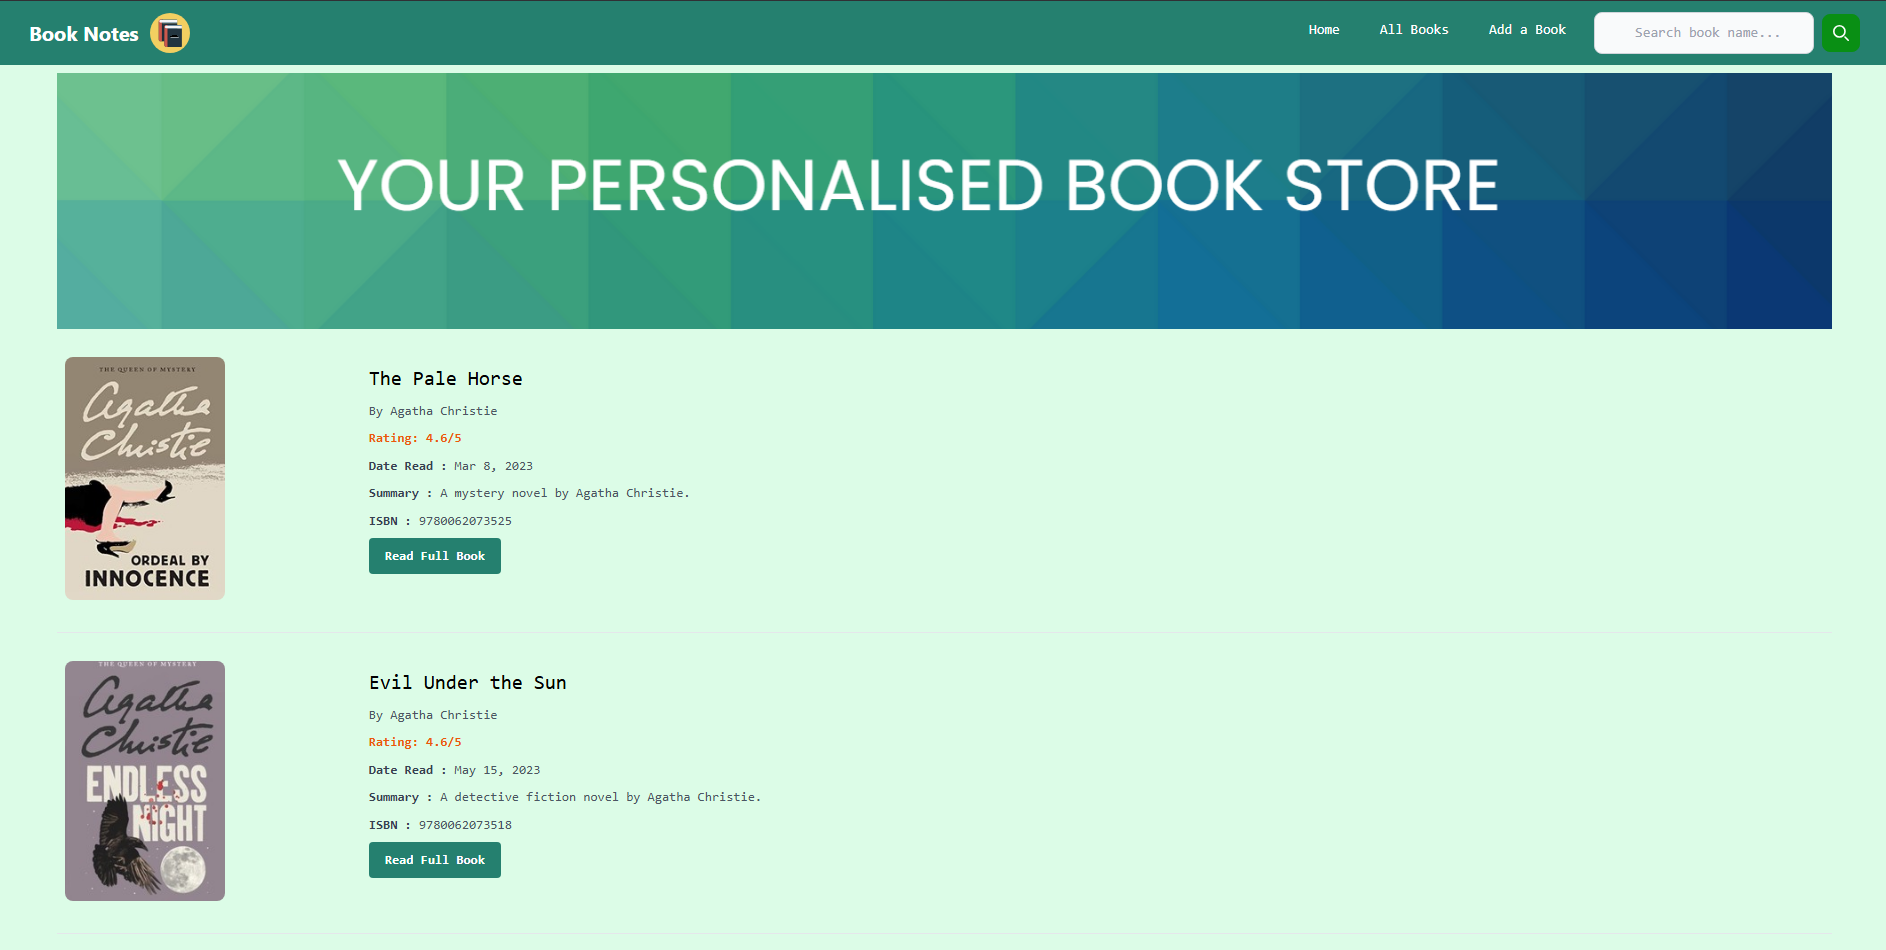 Book Notes
Home All Books Add a Book Search book name...
YOUR PERSONALISED BOOK STORE
THE QUEEN OF MYSTERY
Agatha
Christie
ORDEAL BY
INNOCENCE
The Pale Horse
By Agatha Christie
Rating: 4.6/5
Date Read : Mar 8, 2023
Summary : A mystery novel by Agatha Christie.
ISBN : 9780062073525
Read Full Book
THE QUEEN OF MYSTERY
Agatha
Christie
ENDLESS
NIGHT
Evil Under the Sun
By Agatha Christie
Rating: 4.6/5
Date Read : May 15, 2023
Summary : A detective fiction novel by Agatha Christie.
ISBN : 9780062073518
Read Full Book